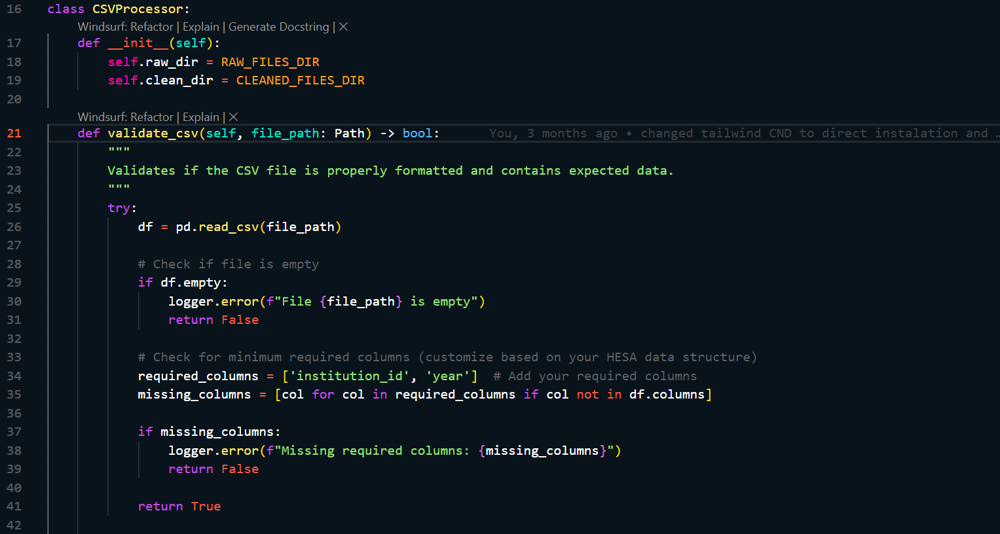 16 class CSVProcessor:
Windsurf: Refactor | Explain | Generate Docstring | ×
17     def __init__(self):
18         self.raw_dir = RAW_FILES_DIR
19         self.clean_dir = CLEANED_FILES_DIR
20
Windsurf: Refactor | Explain | ×
21     def validate_csv(self, file_path: Path) -> bool:     You, 3 months ago • changed tailwind CND to direct instalation and …
22         """
23         Validates if the CSV file is properly formatted and contains expected data.
24         """
25         try:
26             df = pd.read_csv(file_path)
27
28             # Check if file is empty
29             if df.empty:
30                 logger.error(f"File {file_path} is empty")
31                 return False
32
33             # Check for minimum required columns (customize based on your HESA data structure)
34             required_columns = ['institution_id', 'year']  # Add your required columns
35             missing_columns = [col for col in required_columns if col not in df.columns]
36
37             if missing_columns:
38                 logger.error(f"Missing required columns: {missing_columns}")
39                 return False
40
41             return True
42